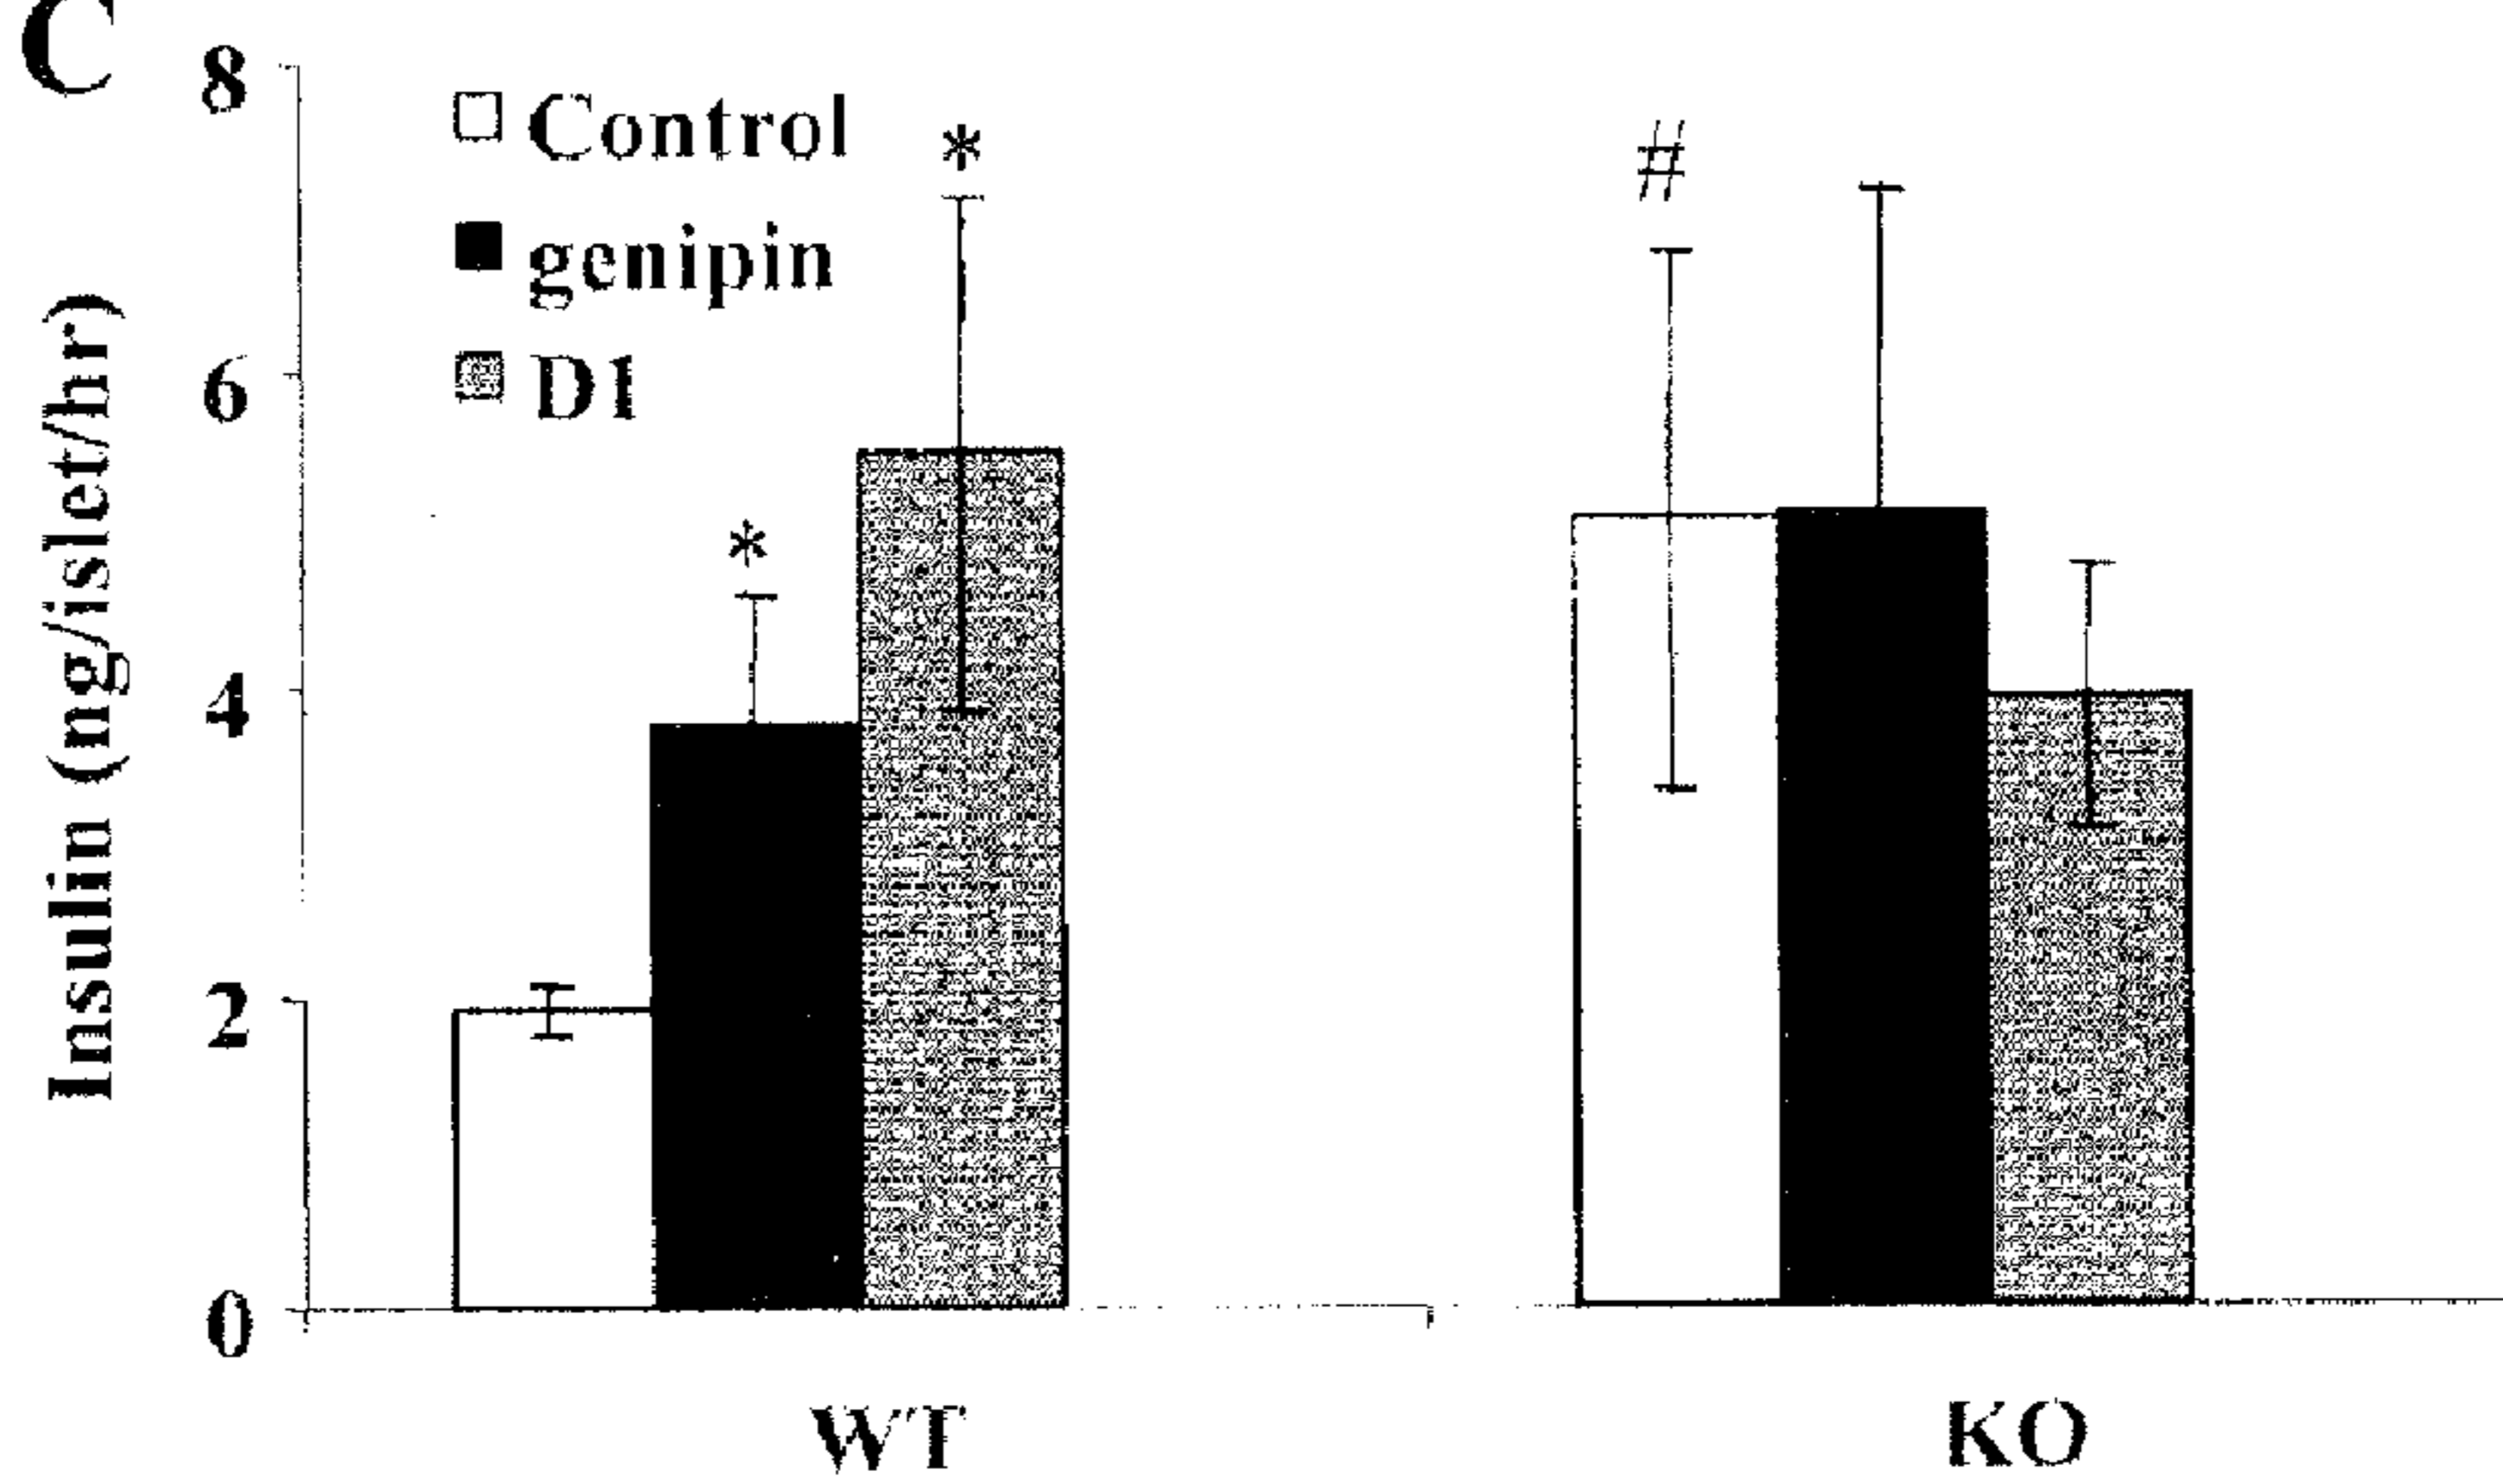 C
8
6
4
2
0
Insulin (ng/islet/hr)
Control
genipin
D1
*
*
#
WT
KO